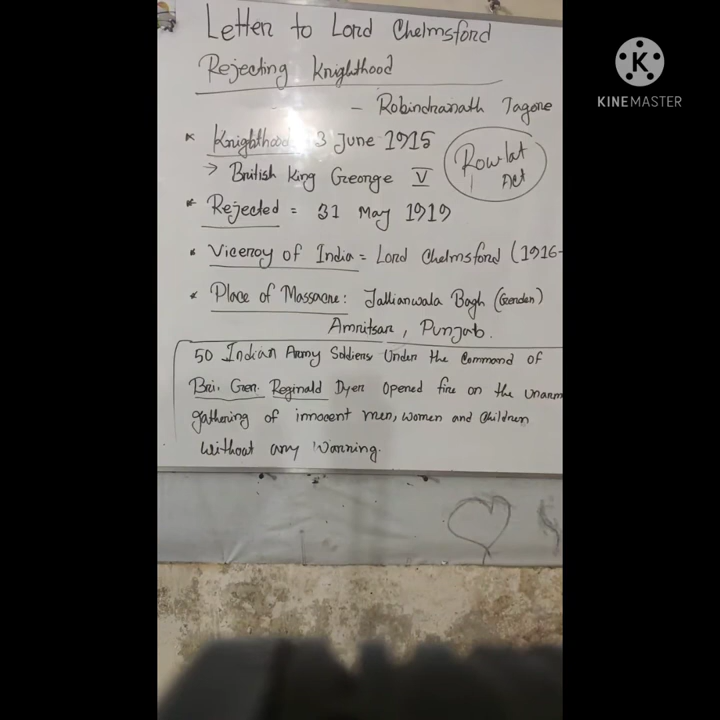 Letter to Lord Chelmsford
Rejecting Knighthood
- Robindranath Tagore
* Knighthood 3 June 1915
→ British King George V
Rowlat Act
* Rejected = 31 May 1919
* Viceroy of India = Lord Chelmsford (1916-
* Place of Massacre: Jallianwala Bagh (Garden)
Amritsar, Punjab.
50 Indian Army Soldiers Under the Command of
Bri. Gen. Reginald Dyer opened fire on the unarm
gathering of innocent men, women and Children
Without any Warning.
K
KINEMASTER